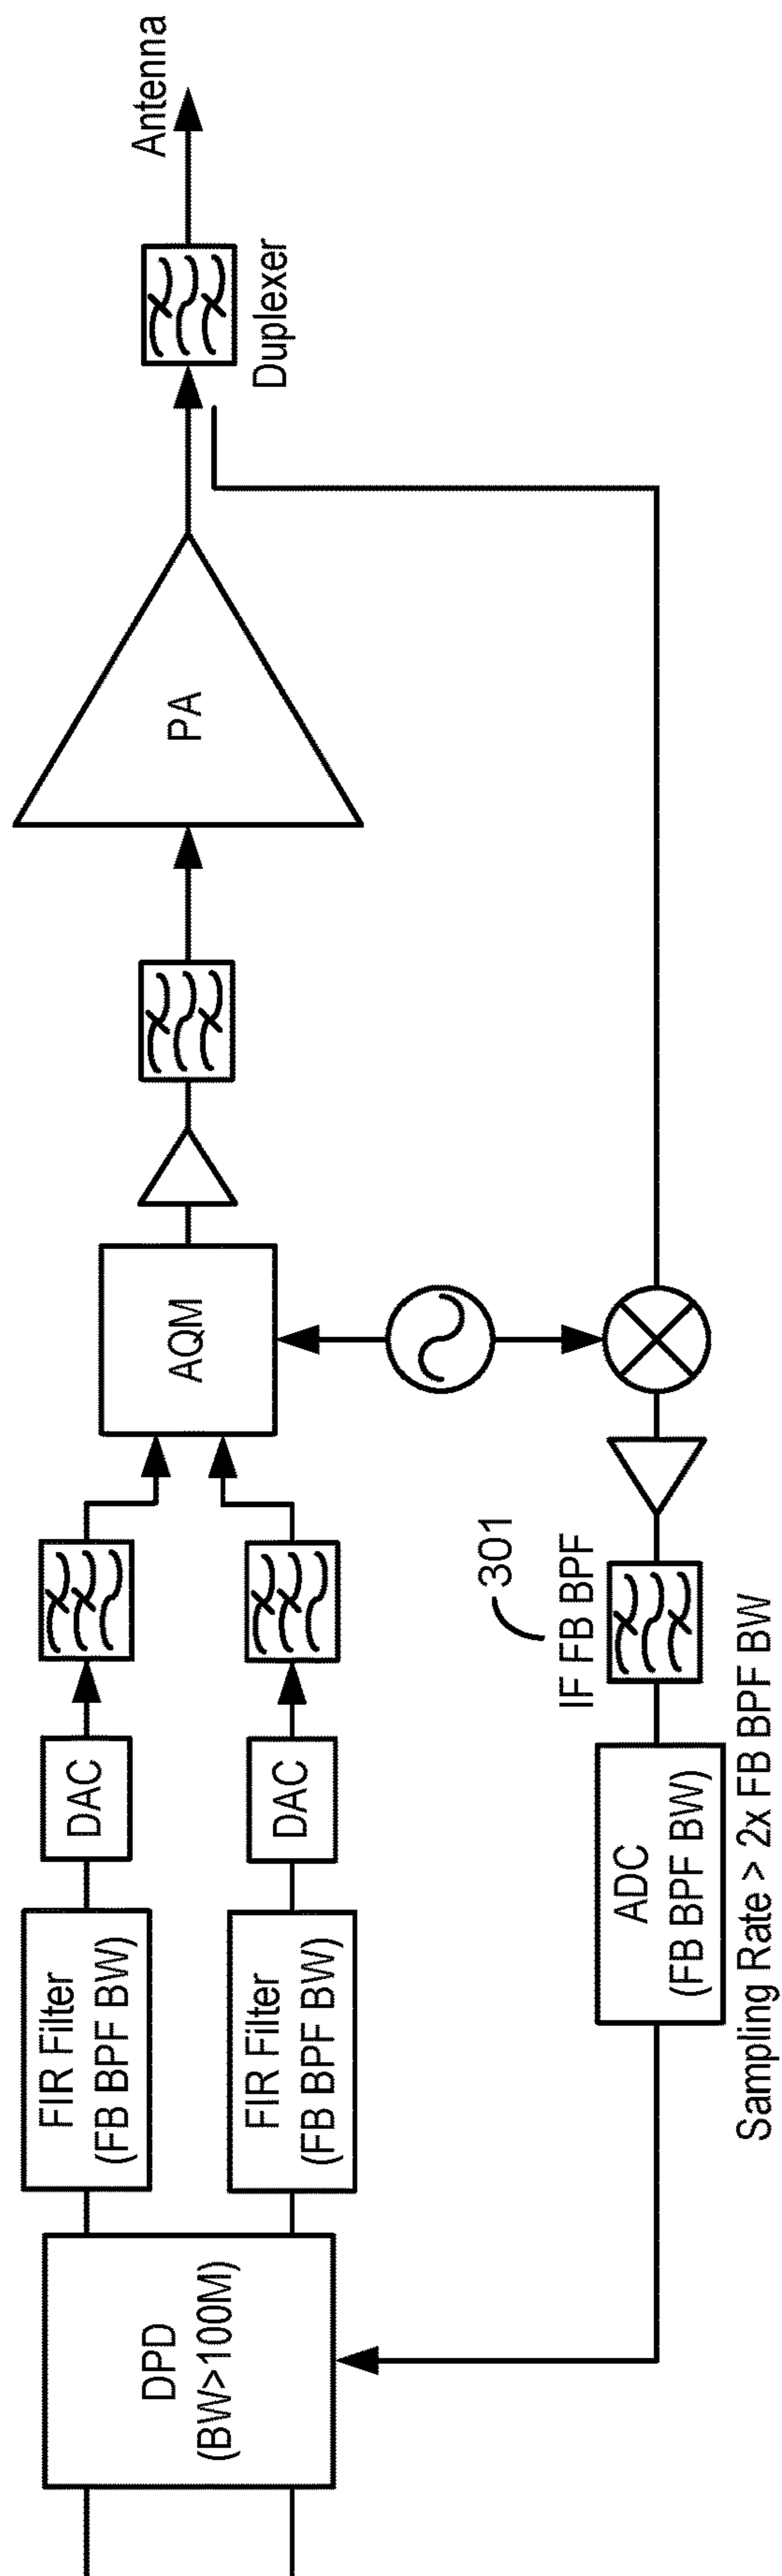 DPD
(BW>100M)
FIR Filter
(FB BPF BW)
FIR Filter
(FB BPF BW)
DAC
DAC
AQM
PA
Duplexer
Antenna
301
IF FB BPF
ADC
(FB BPF BW)
Sampling Rate > 2x FB BPF BW